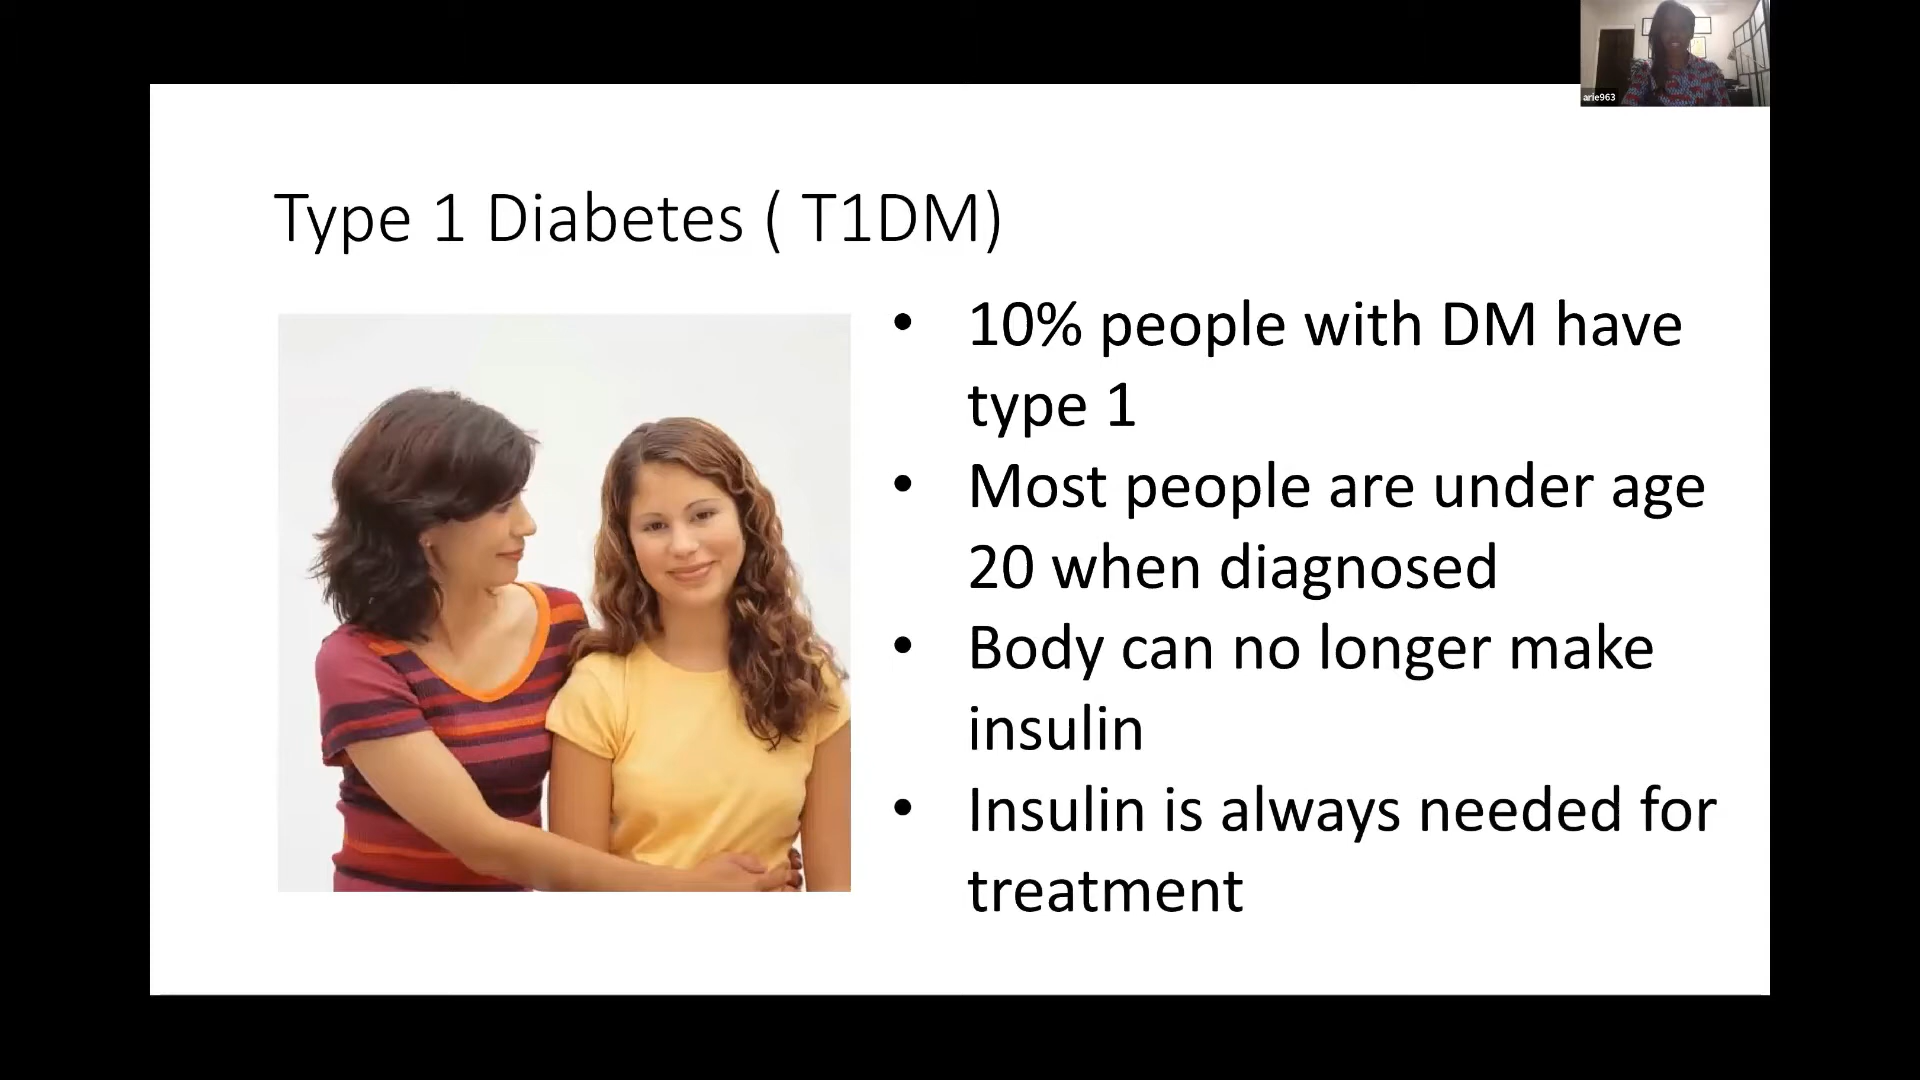 arie963
Type 1 Diabetes ( T1DM)
• 10% people with DM have
type 1
• Most people are under age
20 when diagnosed
• Body can no longer make
insulin
• Insulin is always needed for
treatment